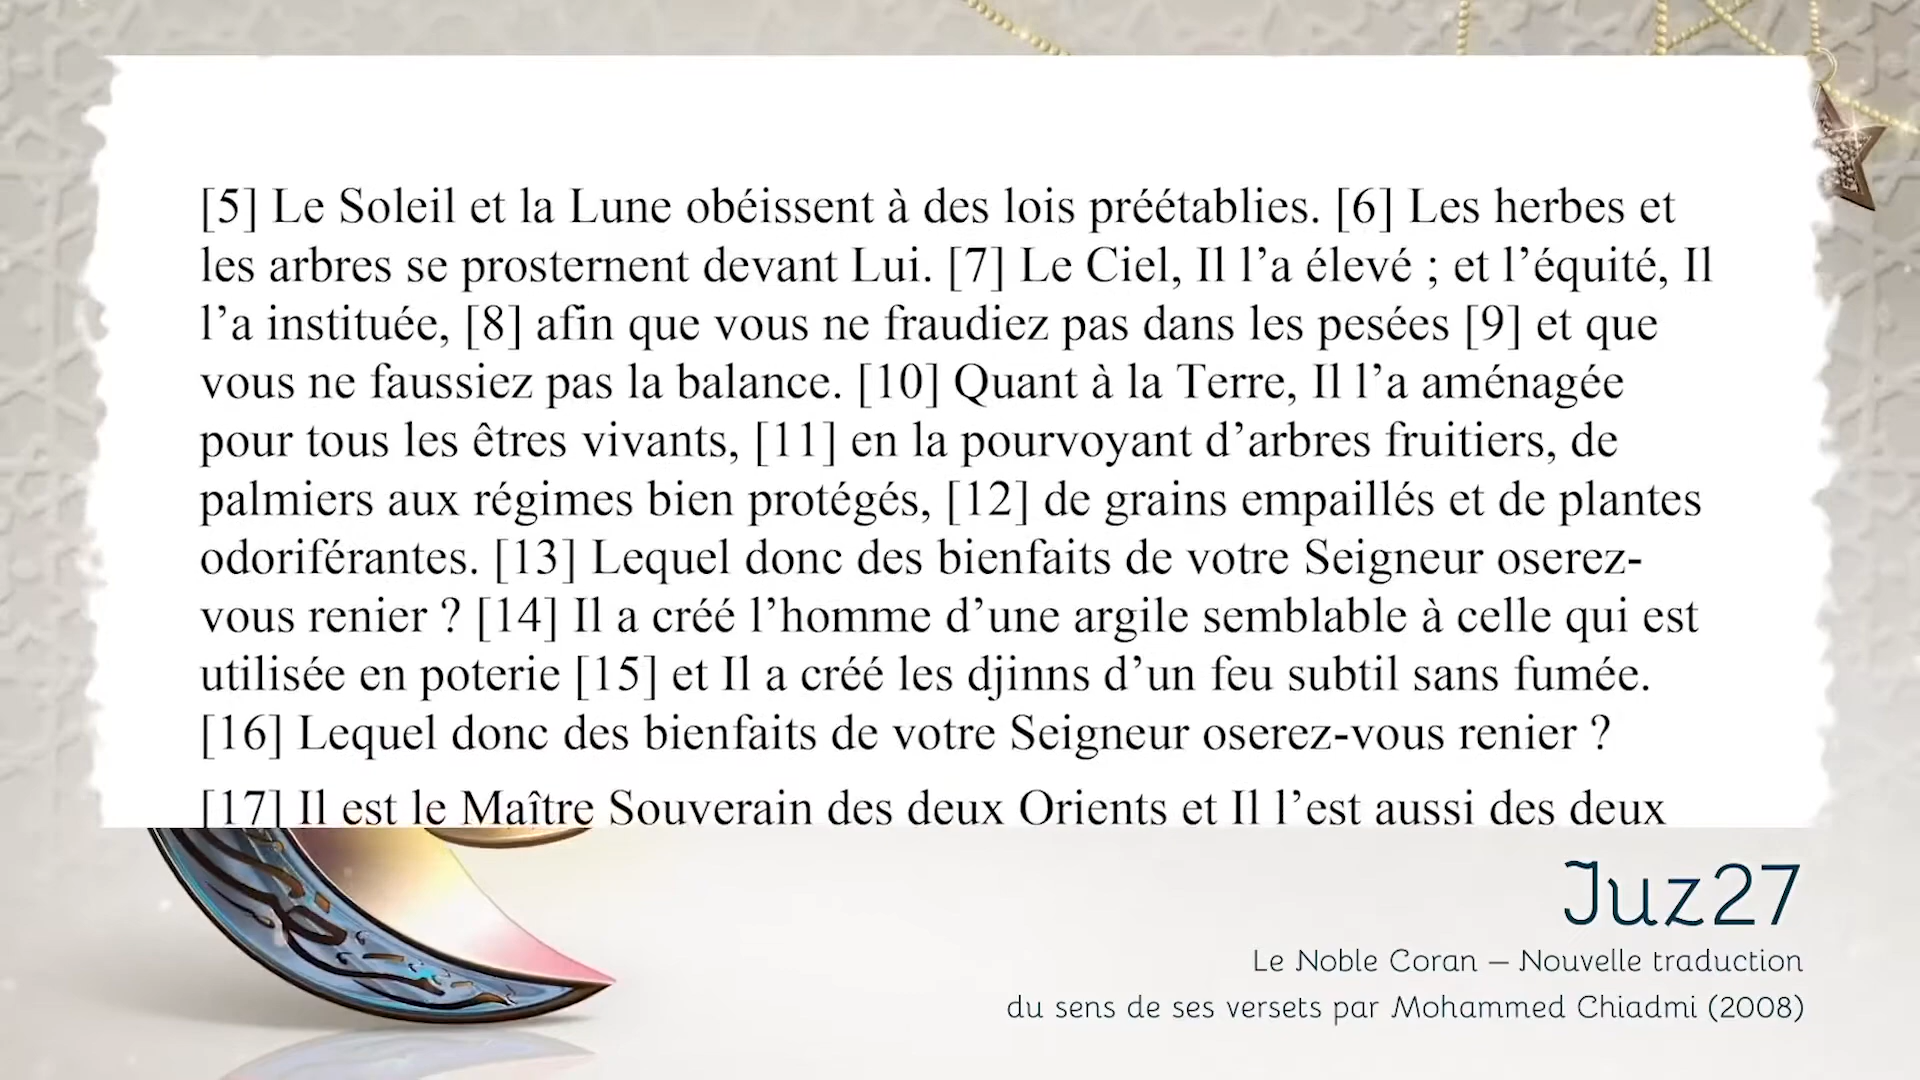 [5] Le Soleil et la Lune obéissent à des lois préétablies. [6] Les herbes et
les arbres se prosternent devant Lui. [7] Le Ciel, Il l’a élevé ; et l’équité, Il
l’a instituée, [8] afin que vous ne fraudiez pas dans les pesées [9] et que
vous ne faussiez pas la balance. [10] Quant à la Terre, Il l’a aménagée
pour tous les êtres vivants, [11] en la pourvoyant d’arbres fruitiers, de
palmiers aux régimes bien protégés, [12] de grains empaillés et de plantes
odoriférantes. [13] Lequel donc des bienfaits de votre Seigneur oserez-
vous renier ? [14] Il a créé l’homme d’une argile semblable à celle qui est
utilisée en poterie [15] et Il a créé les djinns d’un feu subtil sans fumée.
[16] Lequel donc des bienfaits de votre Seigneur oserez-vous renier ?
[17] Il est le Maître Souverain des deux Orients et Il l’est aussi des deux
Juz27
Le Noble Coran – Nouvelle traduction
du sens de ses versets par Mohammed Chiadmi (2008)